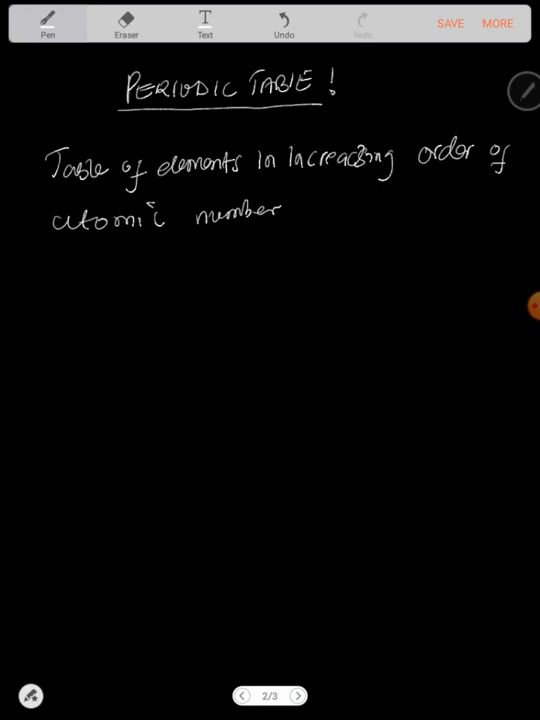 Pen Eraser Text Undo Redo SAVE MORE
PERIODIC TABLE!
Table of elements in Increasing order of
atomic number
2/3